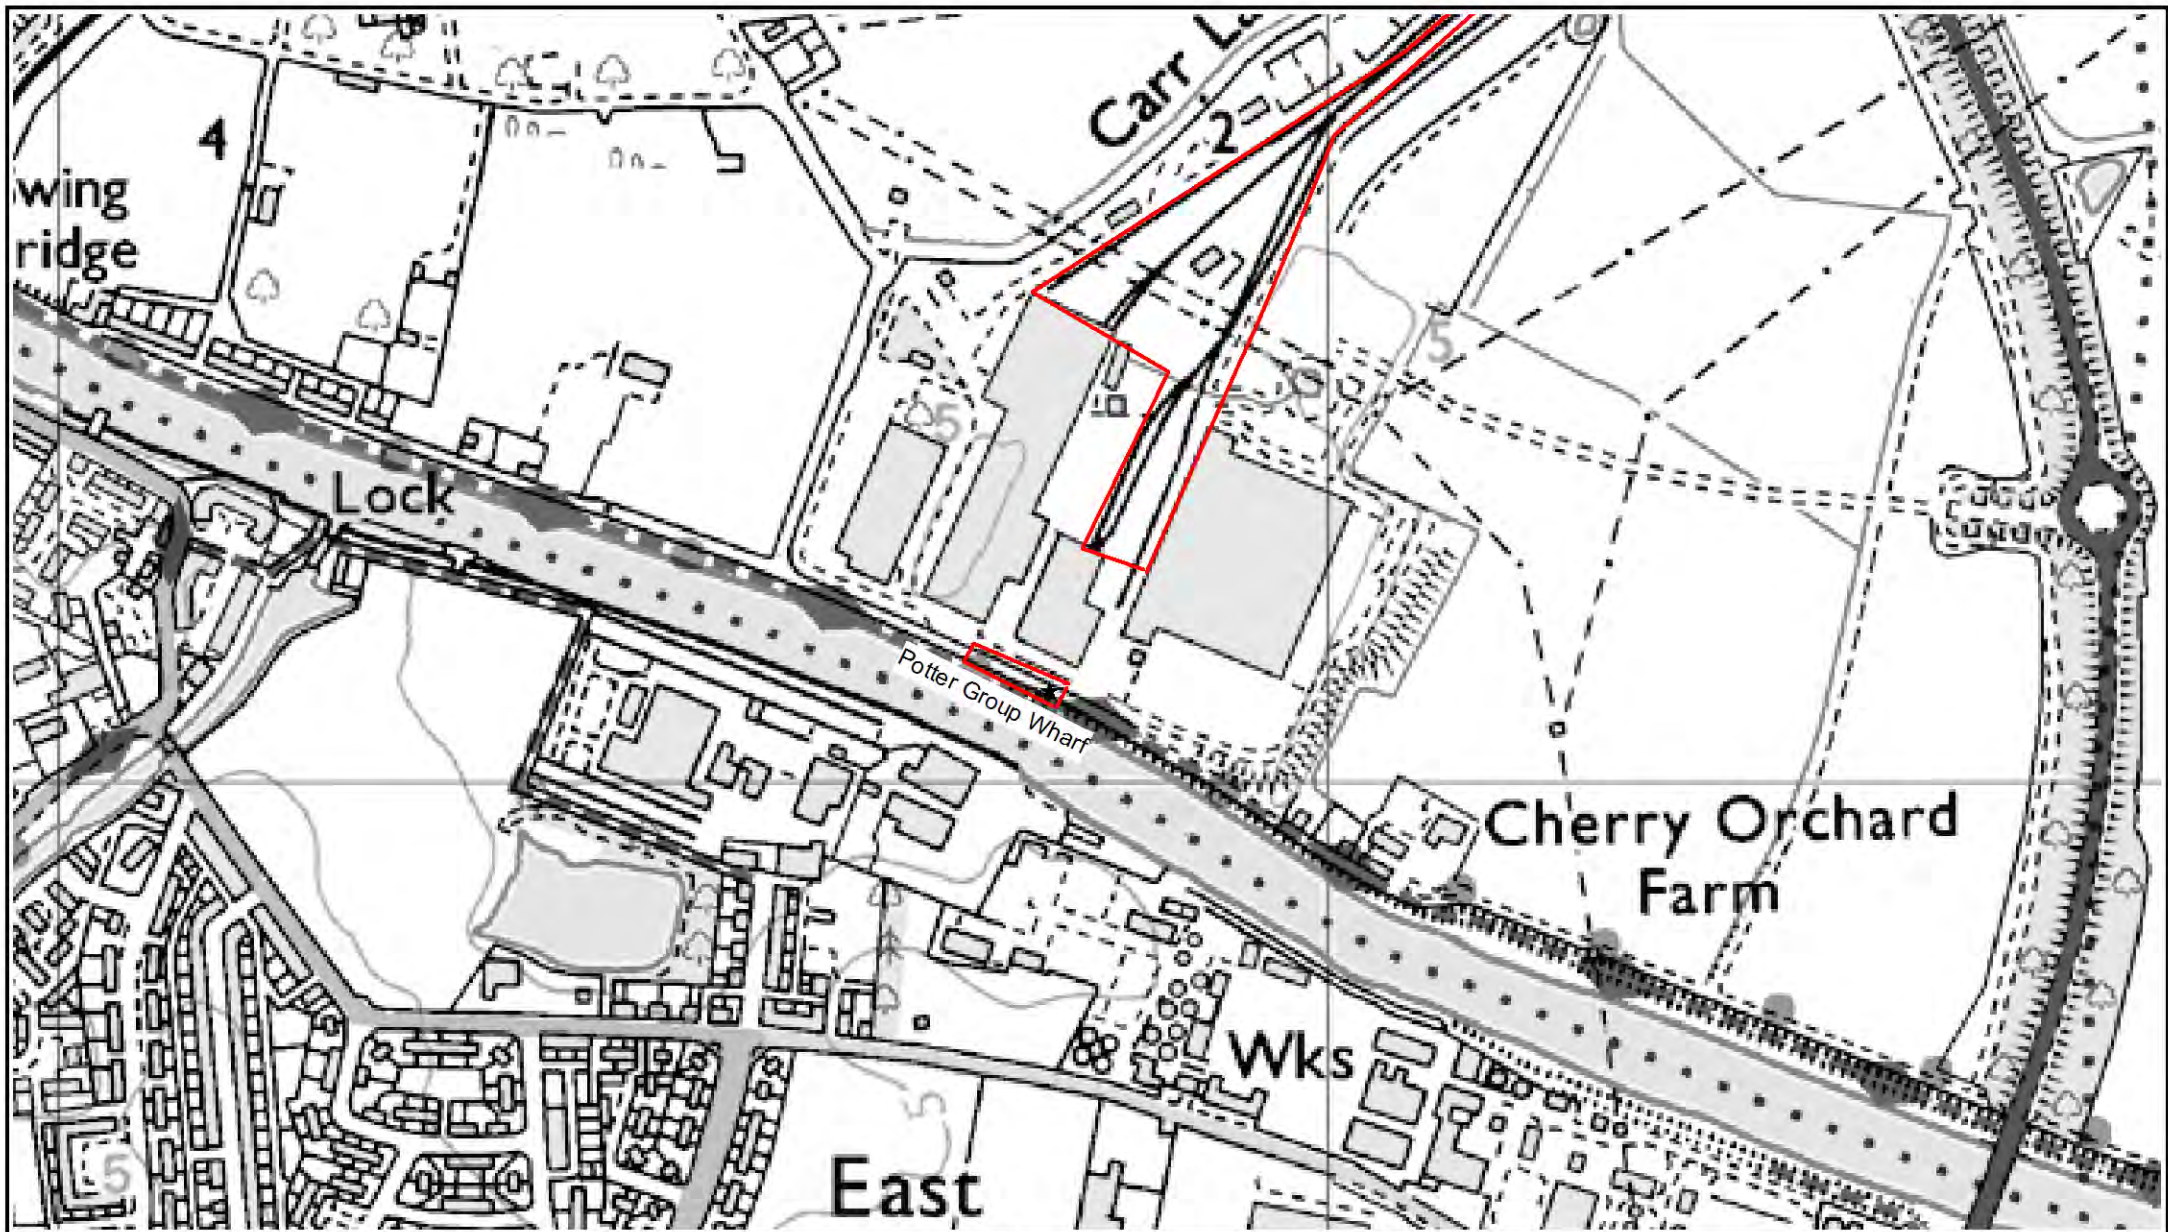 Carr La
4
2
wing
ridge
5
5
Lock
Potter Group Wharf
Cherry Orchard
Farm
Wks
5
5
East